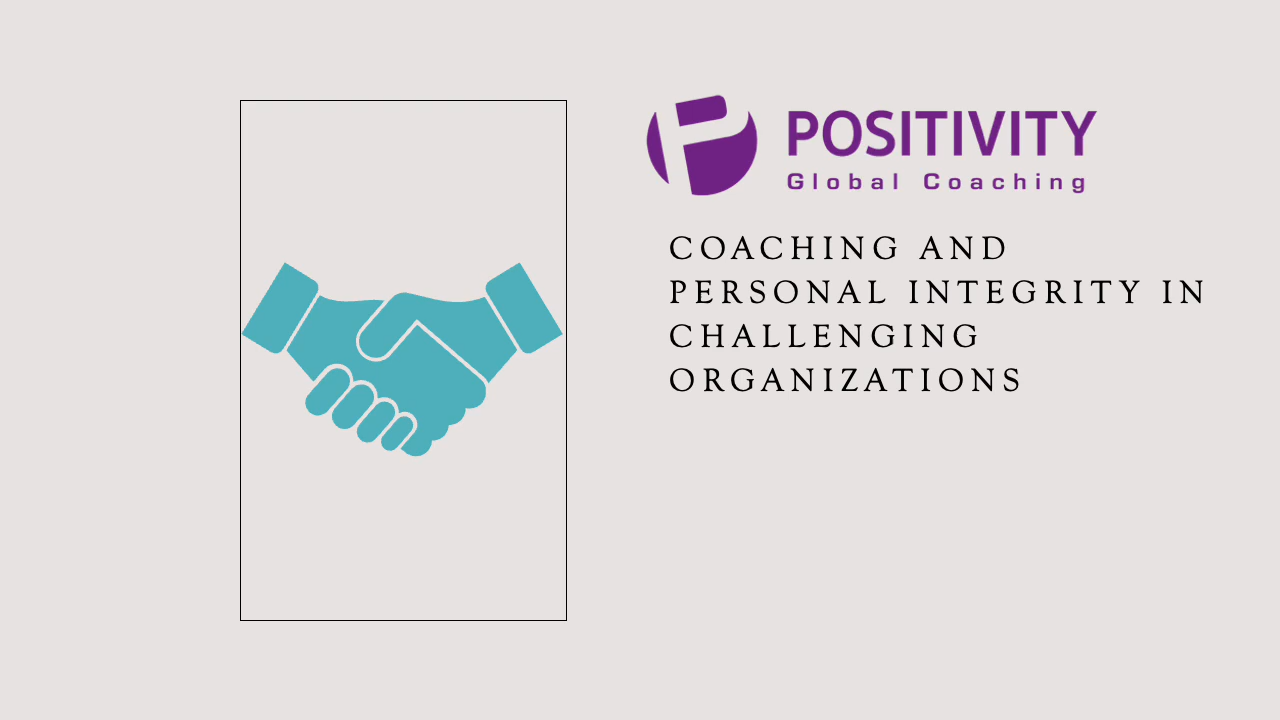 POSITIVITY
Global Coaching
COACHING AND
PERSONAL INTEGRITY IN
CHALLENGING
ORGANIZATIONS